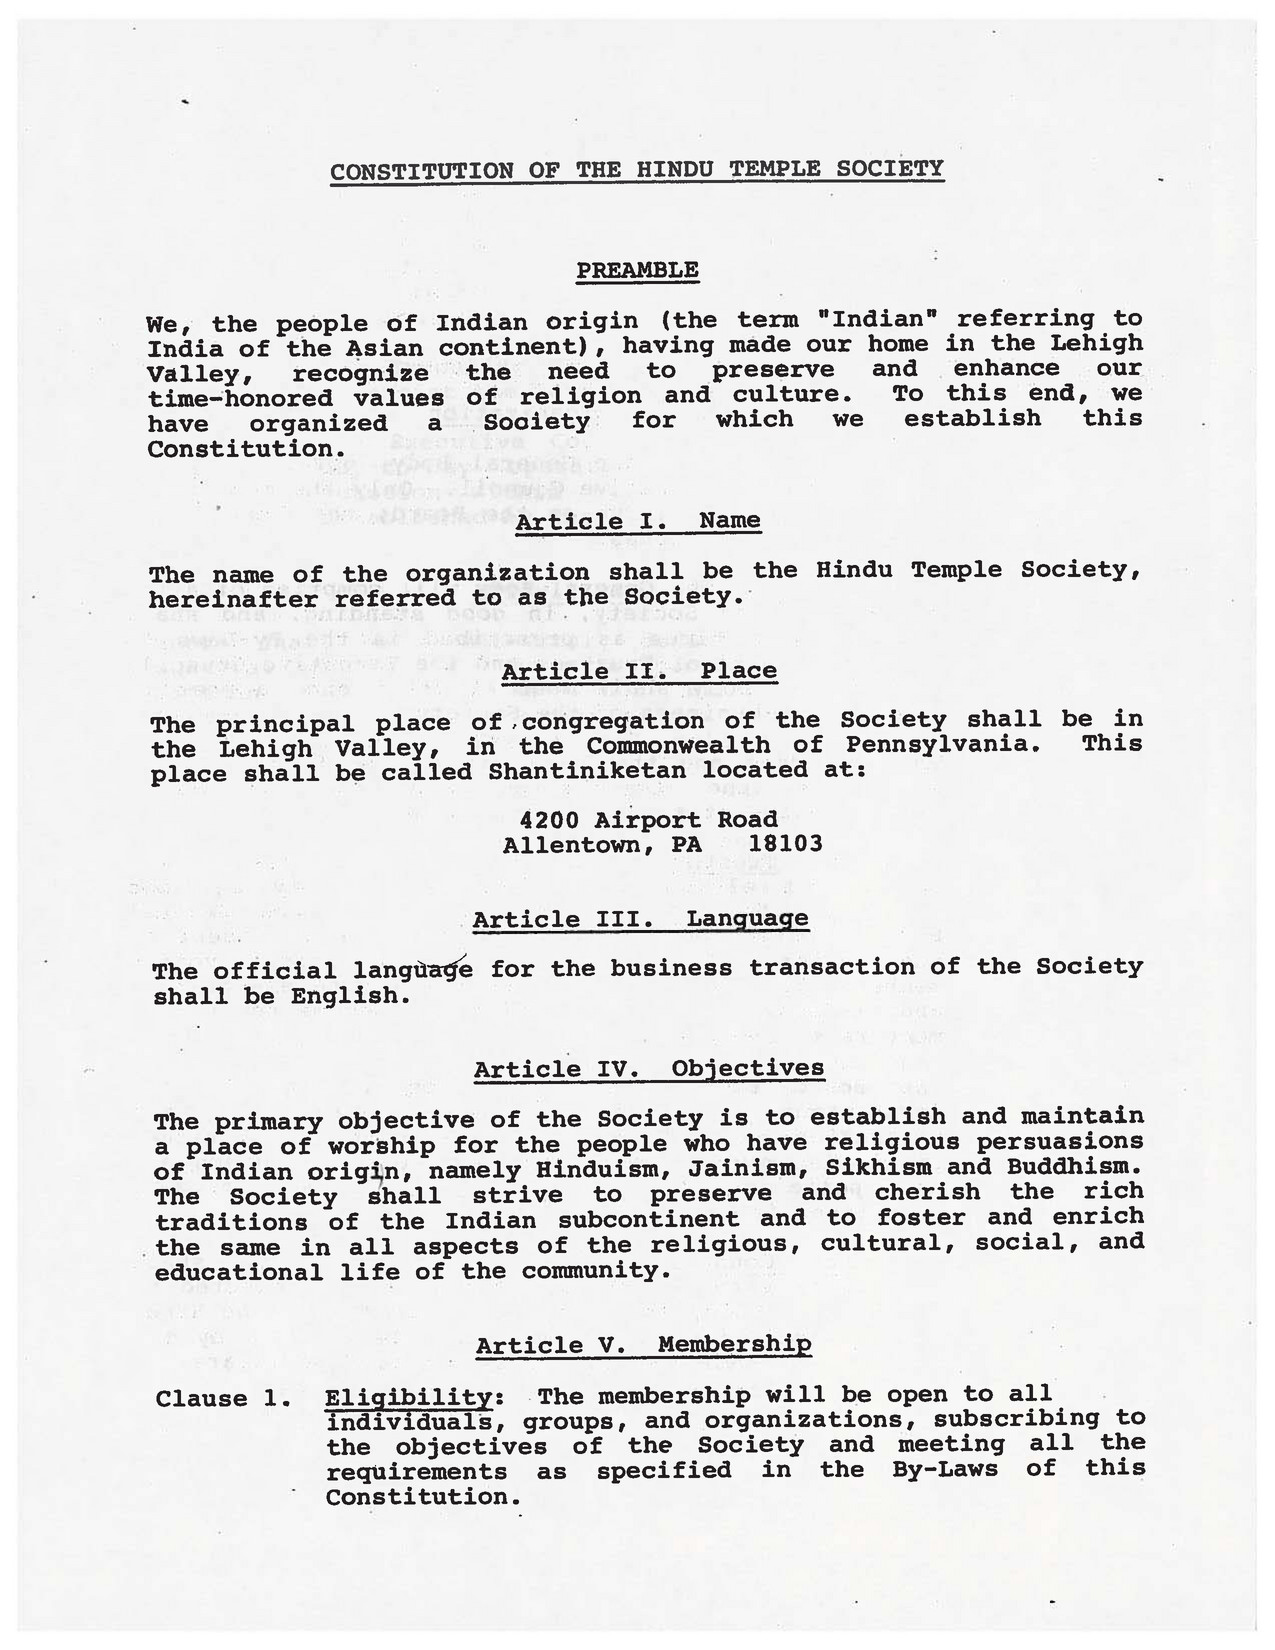 CONSTITUTION OF THE HINDU TEMPLE SOCIETY
PREAMBLE
We, the people of Indian origin (the term "Indian" referring to
India of the Asian continent), having made our home in the Lehigh
Valley, recognize the need to preserve and enhance our
time-honored values of religion and culture. To this end, we
have organized a Society for which we establish this
Constitution.
Article I. Name
The name of the organization shall be the Hindu Temple Society,
hereinafter referred to as the Society.
Article II. Place
The principal place of congregation of the Society shall be in
the Lehigh Valley, in the Commonwealth of Pennsylvania. This
place shall be called Shantiniketan located at:
4200 Airport Road
Allentown, PA 18103
Article III. Language
The official language for the business transaction of the Society
shall be English.
Article IV. Objectives
The primary objective of the Society is to establish and maintain
a place of worship for the people who have religious persuasions
of Indian origin, namely Hinduism, Jainism, Sikhism and Buddhism.
The Society shall strive to preserve and cherish the rich
traditions of the Indian subcontinent and to foster and enrich
the same in all aspects of the religious, cultural, social, and
educational life of the community.
Article V. Membership
Clause 1. Eligibility: The membership will be open to all
individuals, groups, and organizations, subscribing to
the objectives of the Society and meeting all the
requirements as specified in the By-Laws of this
Constitution.